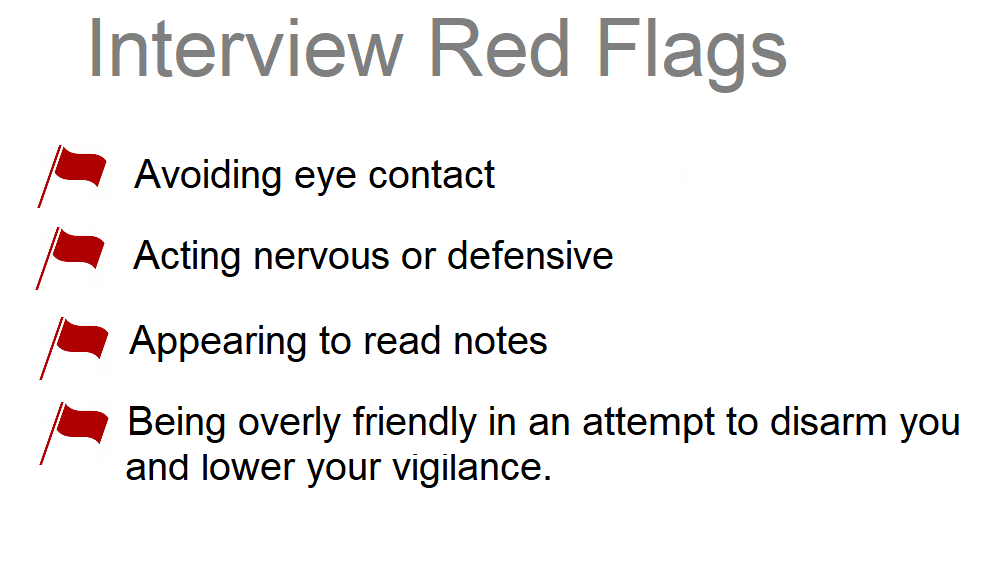 Interview Red Flags
Avoiding eye contact
Acting nervous or defensive
Appearing to read notes
Being overly friendly in an attempt to disarm you
and lower your vigilance.